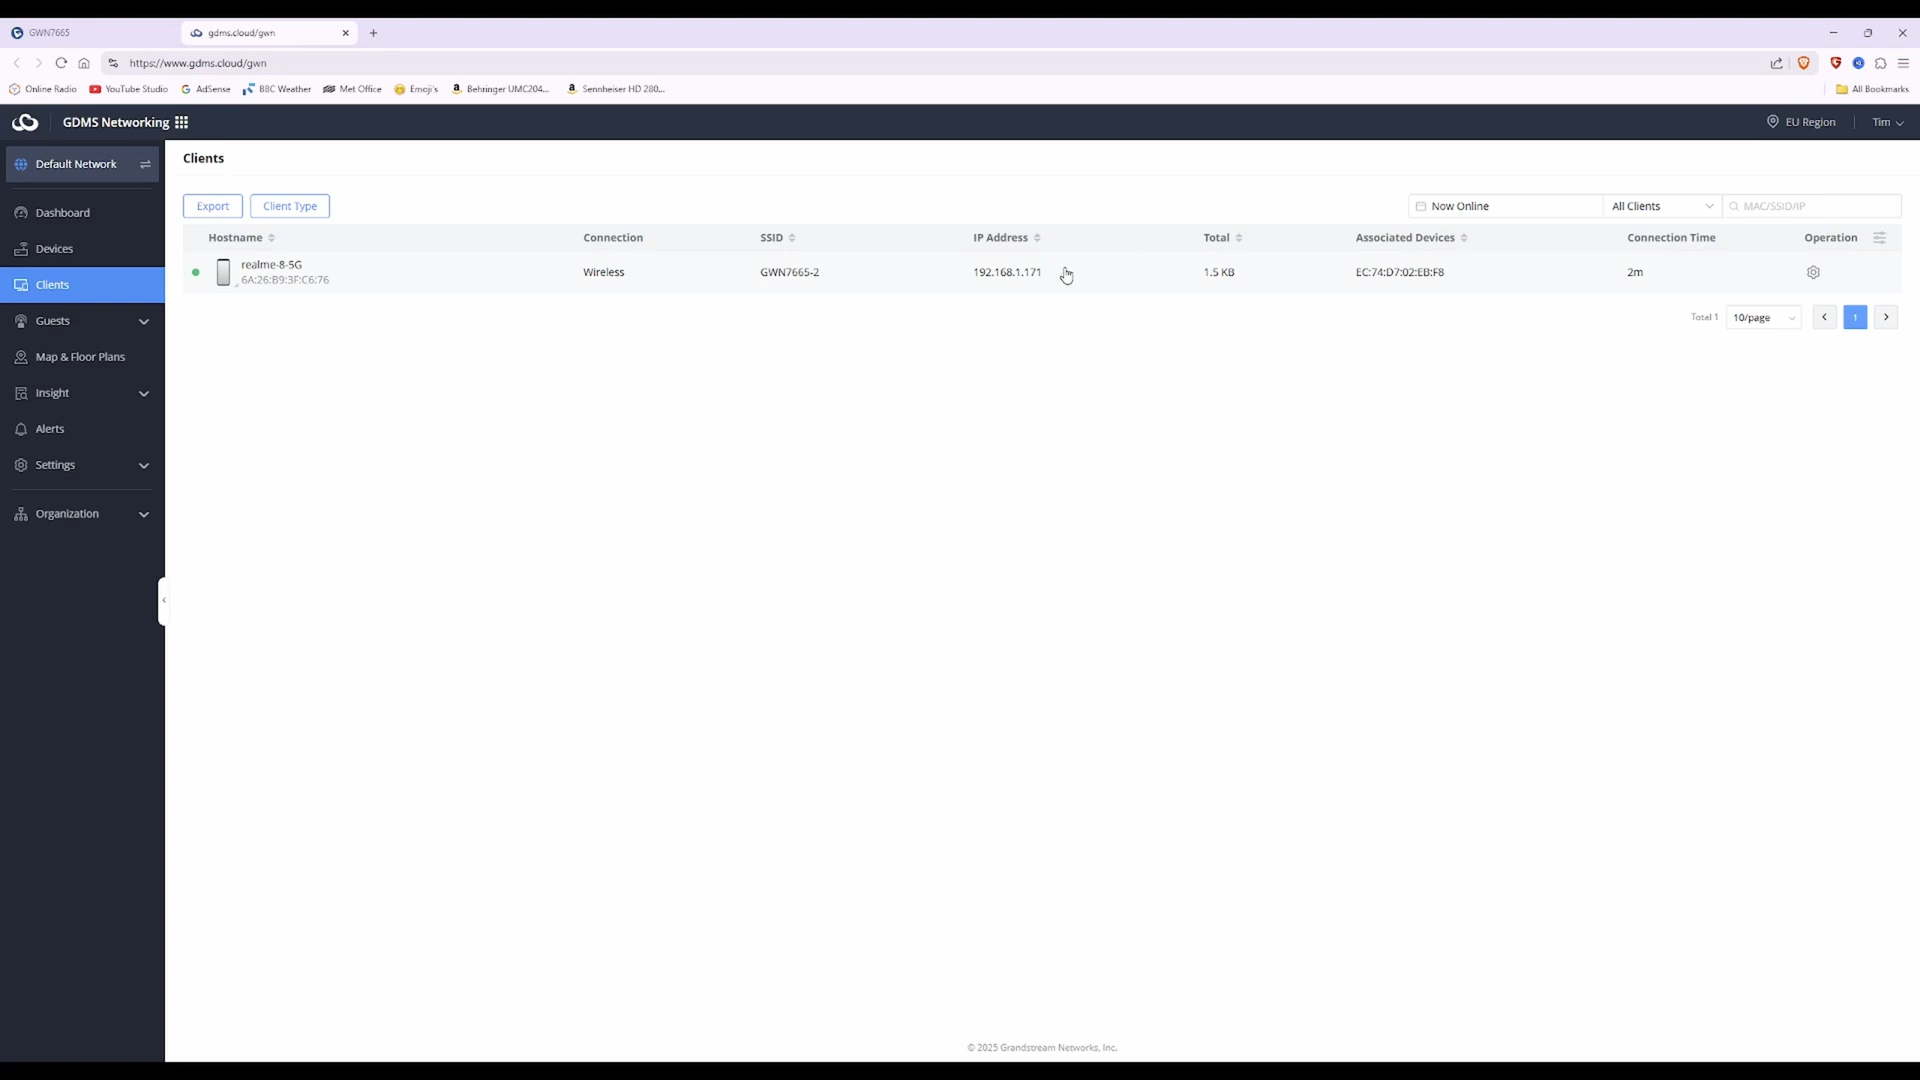 GWN7665
gdms.cloud/gwn
https://www.gdms.cloud/gwn
Online Radio YouTube Studio AdSense BBC Weather Met Office Emoji's Behringer UMC204... Sennheiser HD 280... All Bookmarks
GDMS Networking EU Region Tim
Default Network
Dashboard
Devices
Clients
Guests
Map & Floor Plans
Insight
Alerts
Settings
Organization
Clients
Export Client Type Now Online All Clients MAC/SSID/IP
Hostname Connection SSID IP Address Total Associated Devices Connection Time Operation
realme-8-5G
6A:26:B9:3F:C6:76
Wireless GWN7665-2 192.168.1.171 1.5 KB EC:74:D7:02:EB:F8 2m
Total 1 10/page 1
© 2025 Grandstream Networks, Inc.